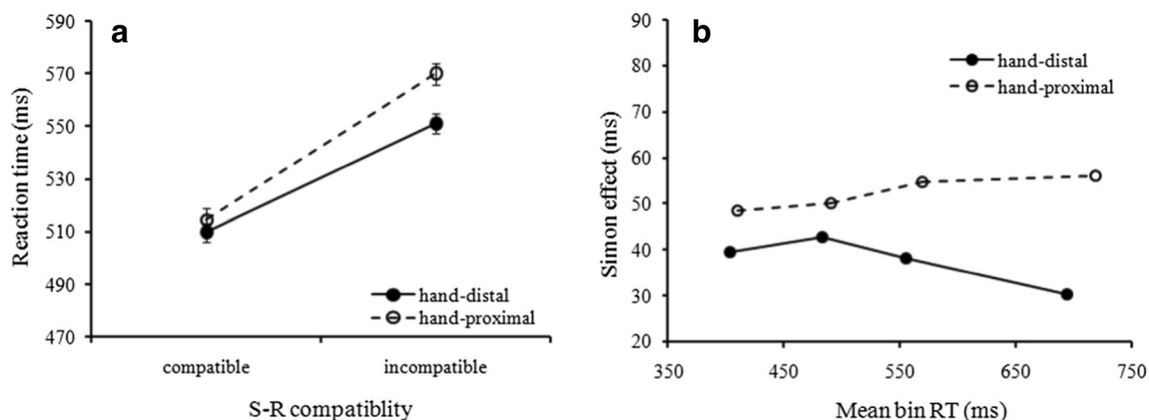 a
Reaction time (ms)
590
570
550
530
510
490
470
hand-distal
hand-proximal
compatible
incompatible
S-R compatiblity
b
Simon effect (ms)
90
80
70
60
50
40
30
20
hand-distal
hand-proximal
350
450
550
650
750
Mean bin RT (ms)